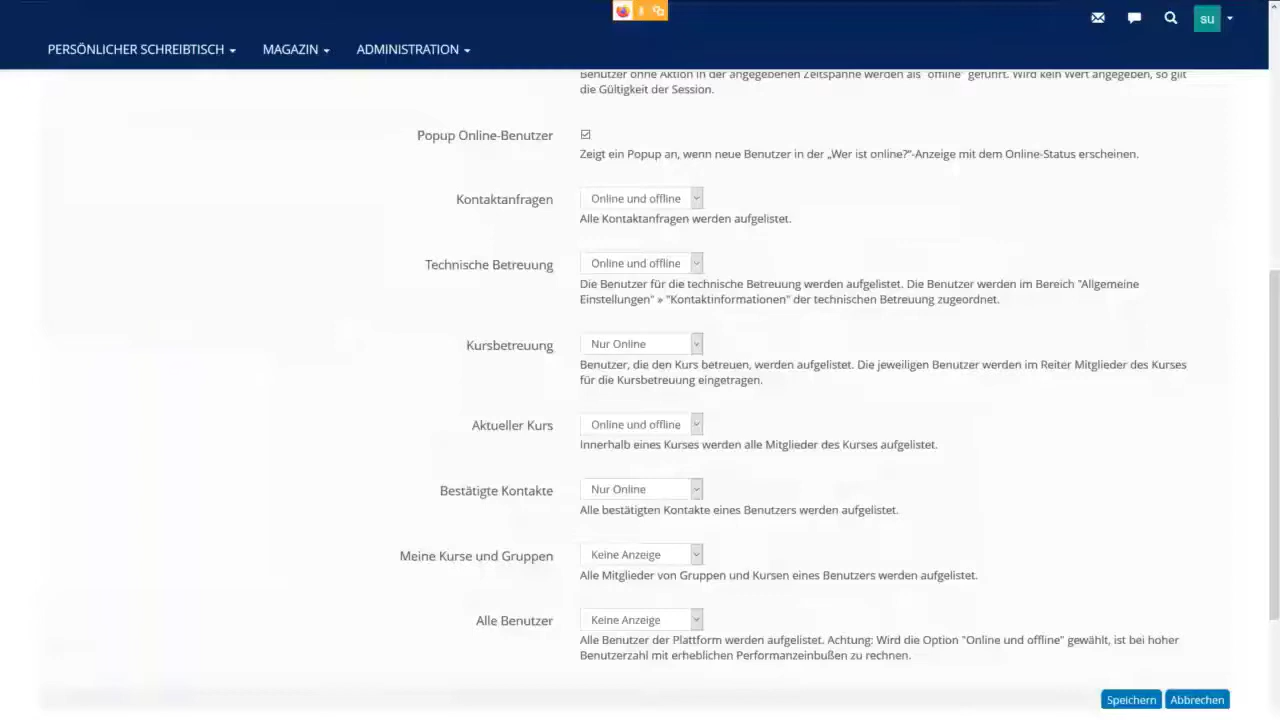 su
PERSÖNLICHER SCHREIBTISCH
MAGAZIN
ADMINISTRATION
Benutzer ohne Aktion in der angegebenen Zeitspanne werden als "offline" geführt. Wird kein Wert angegeben, so gilt
die Gültigkeit der Session.
Popup Online-Benutzer
Zeigt ein Popup an, wenn neue Benutzer in der „Wer ist online?“-Anzeige mit dem Online-Status erscheinen.
Kontaktanfragen
Online und offline
Alle Kontaktanfragen werden aufgelistet.
Technische Betreuung
Online und offline
Die Benutzer für die technische Betreuung werden aufgelistet. Die Benutzer werden im Bereich "Allgemeine
Einstellungen" » "Kontaktinformationen" der technischen Betreuung zugeordnet.
Kursbetreuung
Nur Online
Benutzer, die den Kurs betreuen, werden aufgelistet. Die jeweiligen Benutzer werden im Reiter Mitglieder des Kurses
für die Kursbetreuung eingetragen.
Aktueller Kurs
Online und offline
Innerhalb eines Kurses werden alle Mitglieder des Kurses aufgelistet.
Bestätigte Kontakte
Nur Online
Alle bestätigten Kontakte eines Benutzers werden aufgelistet.
Meine Kurse und Gruppen
Keine Anzeige
Alle Mitglieder von Gruppen und Kursen eines Benutzers werden aufgelistet.
Alle Benutzer
Keine Anzeige
Alle Benutzer der Plattform werden aufgelistet. Achtung: Wird die Option "Online und offline" gewählt, ist bei hoher
Benutzerzahl mit erheblichen Performanzeinbußen zu rechnen.
Speichern
Abbrechen